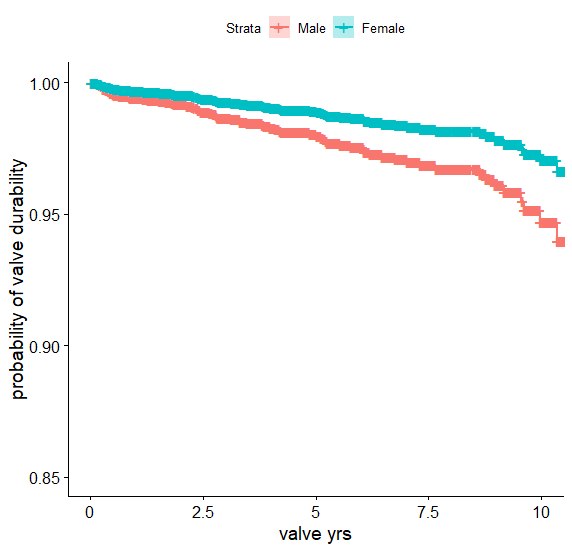 Strata Male Female
1.00
0.95
0.90
0.85
probability of valve durability
0 2.5 5 7.5 10
valve yrs